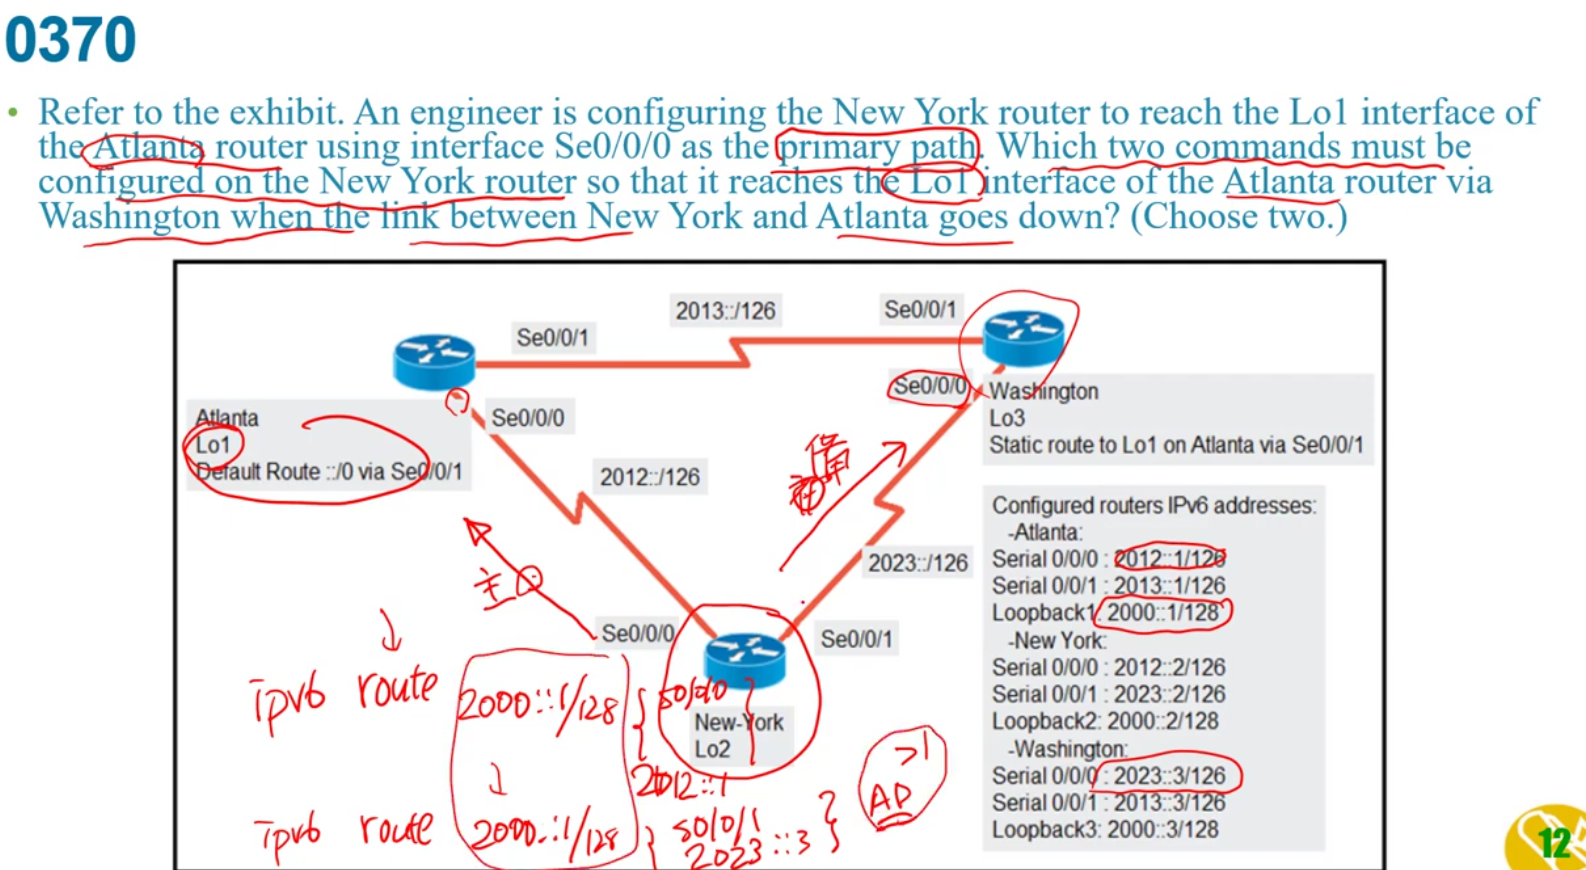 0370
• Refer to the exhibit. An engineer is configuring the New York router to reach the Lo1 interface of
the Atlanta router using interface Se0/0/0 as the primary path. Which two commands must be
configured on the New York router so that it reaches the Lo1 interface of the Atlanta router via
Washington when the link between New York and Atlanta goes down? (Choose two.)
2013::/126
Se0/0/1
Se0/0/1
Se0/0/0
Washington
Lo3
Static route to Lo1 on Atlanta via Se0/0/1
Atlanta
Lo1
Default Route ::/0 via Se0/0/1
Se0/0/0
2012::/126
备
2023::/126
主
Se0/0/0
Se0/0/1
New-York
Lo2
Configured routers IPv6 addresses:
-Atlanta:
Serial 0/0/0 : 2012::1/126
Serial 0/0/1 : 2013::1/126
Loopback1: 2000::1/128
-New York:
Serial 0/0/0 : 2012::2/126
Serial 0/0/1 : 2023::2/126
Loopback2: 2000::2/128
-Washington:
Serial 0/0/0 : 2023::3/126
Serial 0/0/1 : 2013::3/126
Loopback3: 2000::3/128
ipv6 route 2000::1/128 { S0/0/0 }
2012::1
ipv6 route 2000::1/128 { S0/0/1
2023::3 }
>1
AD
12